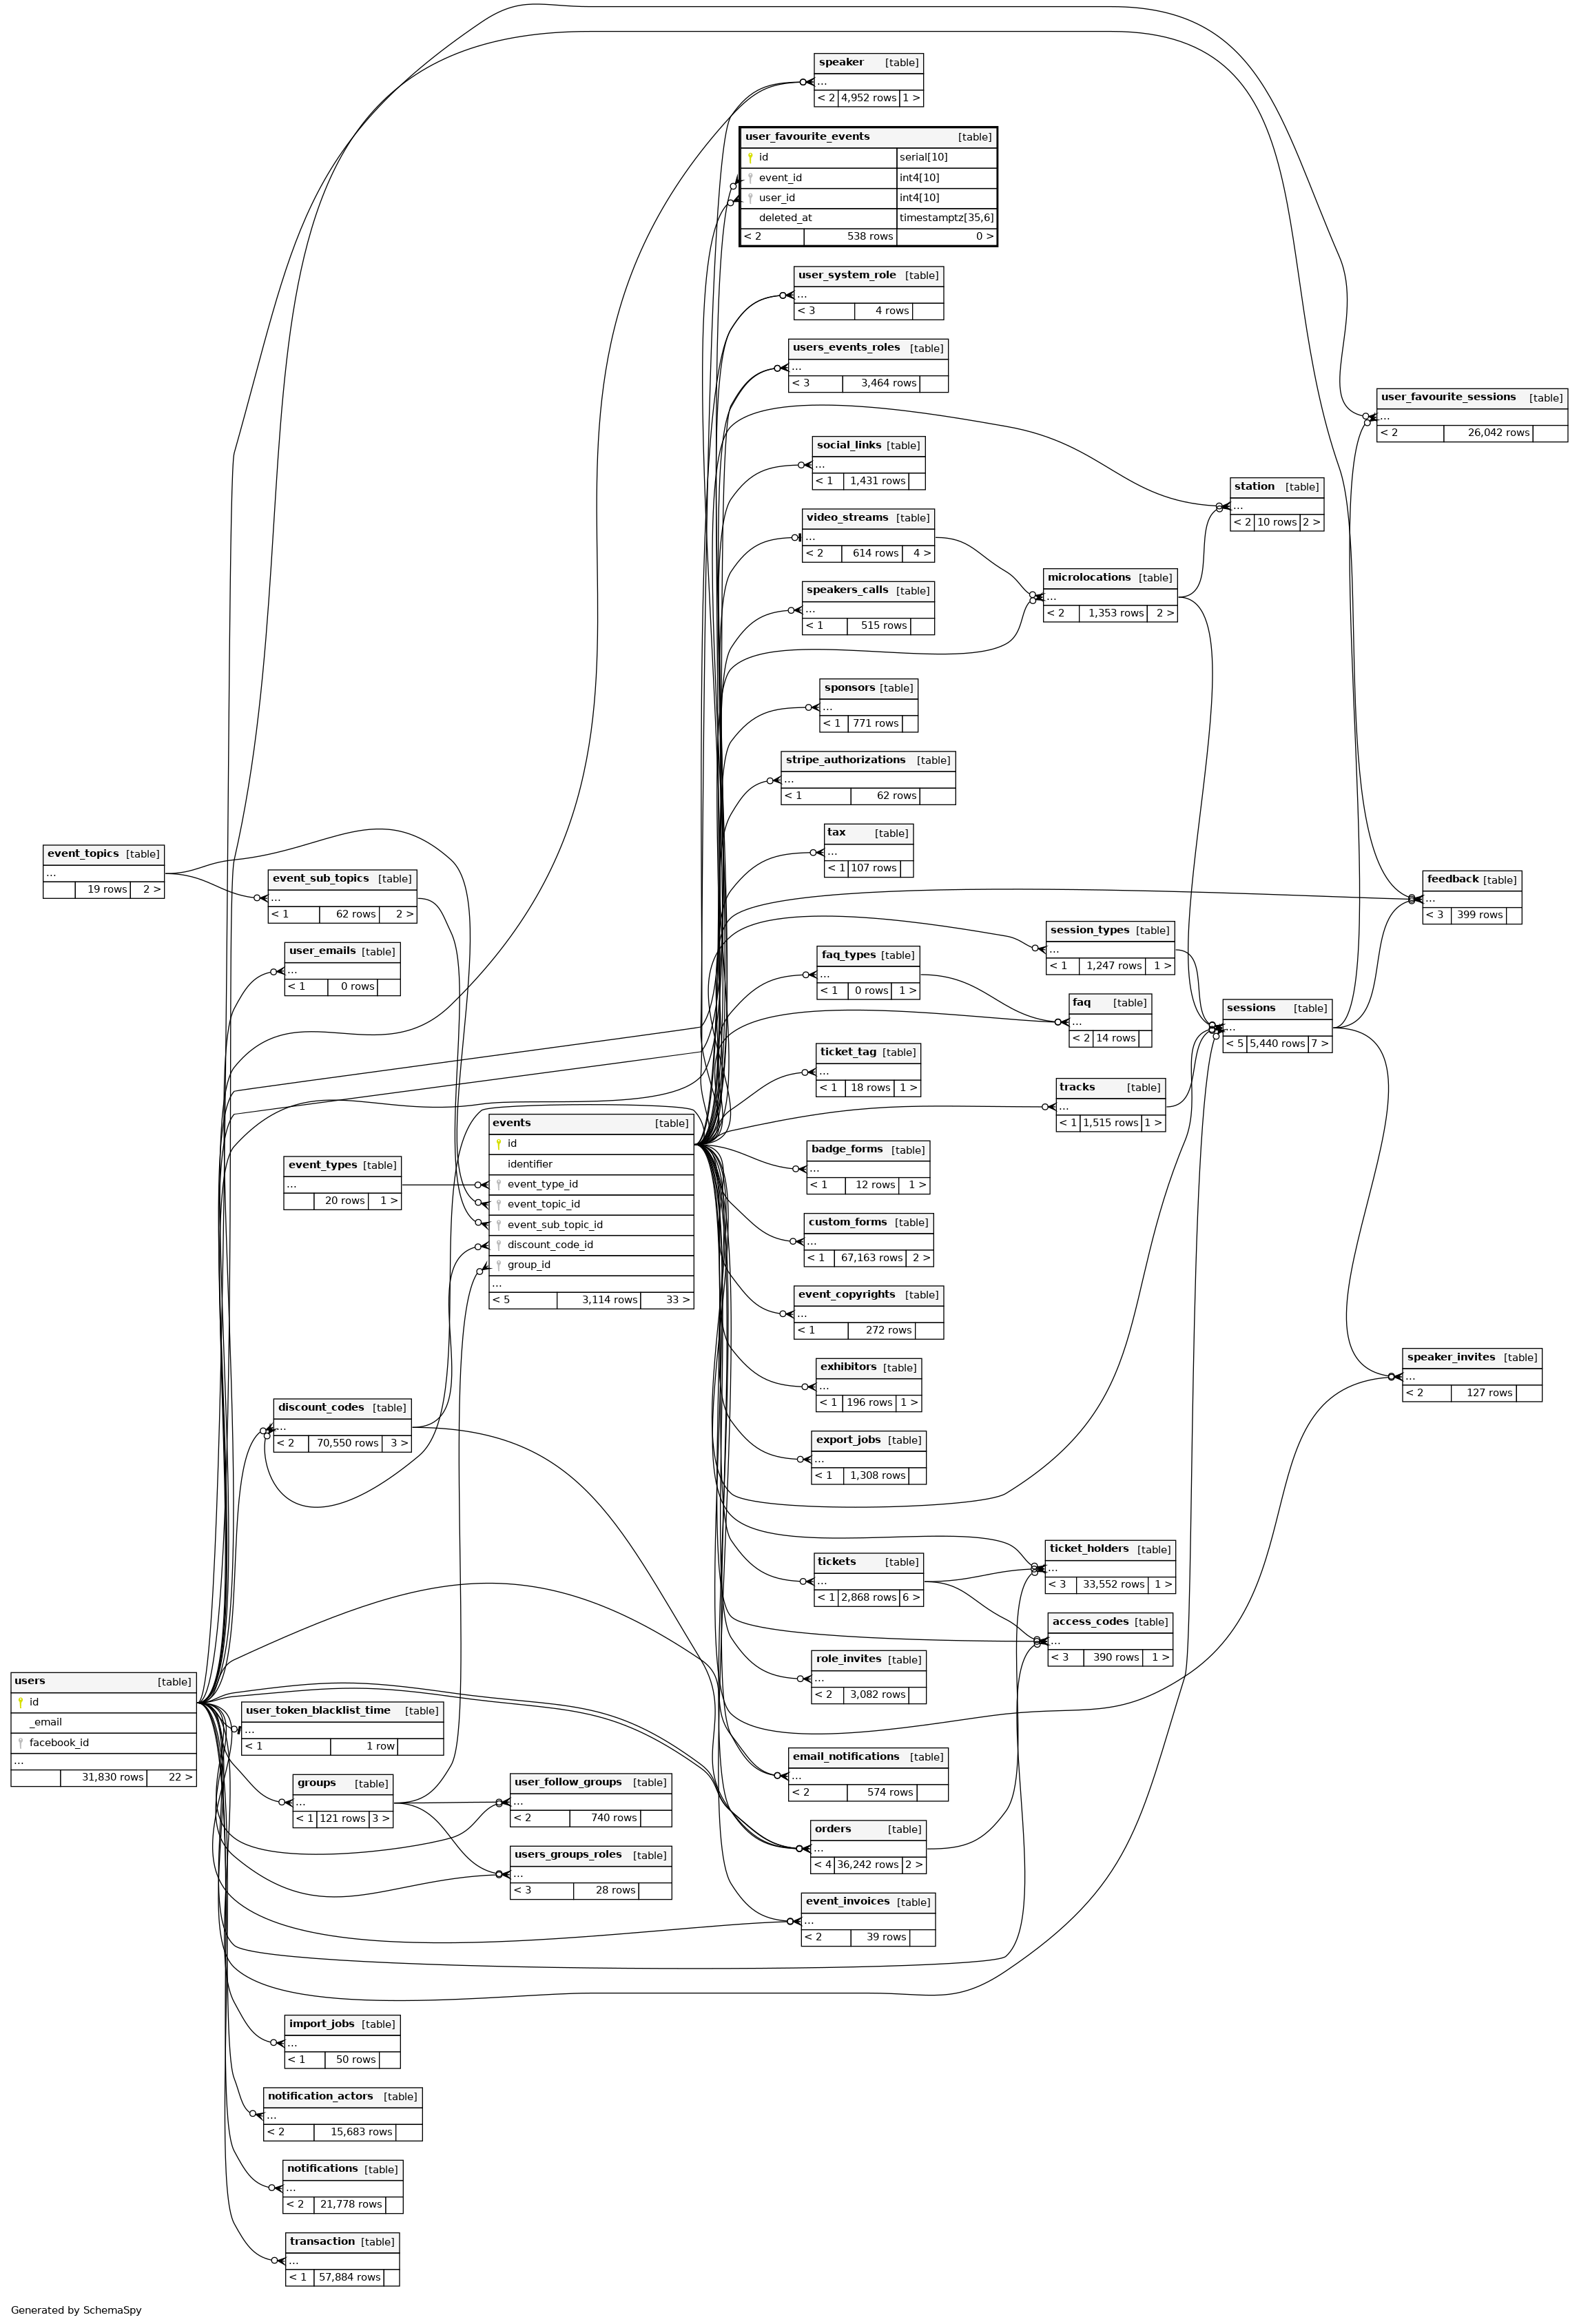 speaker [table]
...
< 2 4,952 rows 1 >
user_favourite_events [table]
id serial[10]
event_id int4[10]
user_id int4[10]
deleted_at timestamptz[35,6]
< 2 538 rows 0 >
user_system_role [table]
...
< 3 4 rows
users_events_roles [table]
...
< 3 3,464 rows
user_favourite_sessions [table]
...
< 2 26,042 rows
social_links [table]
...
< 1 1,431 rows
station [table]
...
< 2 10 rows 2 >
video_streams [table]
...
< 2 614 rows 4 >
microlocations [table]
...
< 2 1,353 rows 2 >
speakers_calls [table]
...
< 1 515 rows
sponsors [table]
...
< 1 771 rows
stripe_authorizations [table]
...
< 1 62 rows
tax [table]
...
< 1 107 rows
event_topics [table]
...
19 rows 2 >
event_sub_topics [table]
...
< 1 62 rows 2 >
feedback [table]
...
< 3 399 rows
session_types [table]
...
< 1 1,247 rows 1 >
user_emails [table]
...
< 1 0 rows
faq_types [table]
...
< 1 0 rows 1 >
faq [table]
...
< 2 14 rows
sessions [table]
...
< 5 5,440 rows 7 >
ticket_tag [table]
...
< 1 18 rows 1 >
tracks [table]
...
< 1 1,515 rows 1 >
events [table]
id
identifier
event_type_id
event_topic_id
event_sub_topic_id
discount_code_id
group_id
...
< 5 3,114 rows 33 >
event_types [table]
...
20 rows 1 >
badge_forms [table]
...
< 1 12 rows 1 >
custom_forms [table]
...
< 1 67,163 rows 2 >
event_copyrights [table]
...
< 1 272 rows
exhibitors [table]
...
< 1 196 rows 1 >
speaker_invites [table]
...
< 2 127 rows
discount_codes [table]
...
< 2 70,550 rows 3 >
export_jobs [table]
...
< 1 1,308 rows
ticket_holders [table]
...
< 3 33,552 rows 1 >
tickets [table]
...
< 1 2,868 rows 6 >
access_codes [table]
...
< 3 390 rows 1 >
role_invites [table]
...
< 2 3,082 rows
users [table]
id
_email
facebook_id
...
31,830 rows 22 >
user_token_blacklist_time [table]
...
< 1 1 row
email_notifications [table]
...
< 2 574 rows
groups [table]
...
< 1 121 rows 3 >
user_follow_groups [table]
...
< 2 740 rows
orders [table]
...
< 4 36,242 rows 2 >
users_groups_roles [table]
...
< 3 28 rows
event_invoices [table]
...
< 2 39 rows
import_jobs [table]
...
< 1 50 rows
notification_actors [table]
...
< 2 15,683 rows
notifications [table]
...
< 2 21,778 rows
transaction [table]
...
< 1 57,884 rows
Generated by SchemaSpy